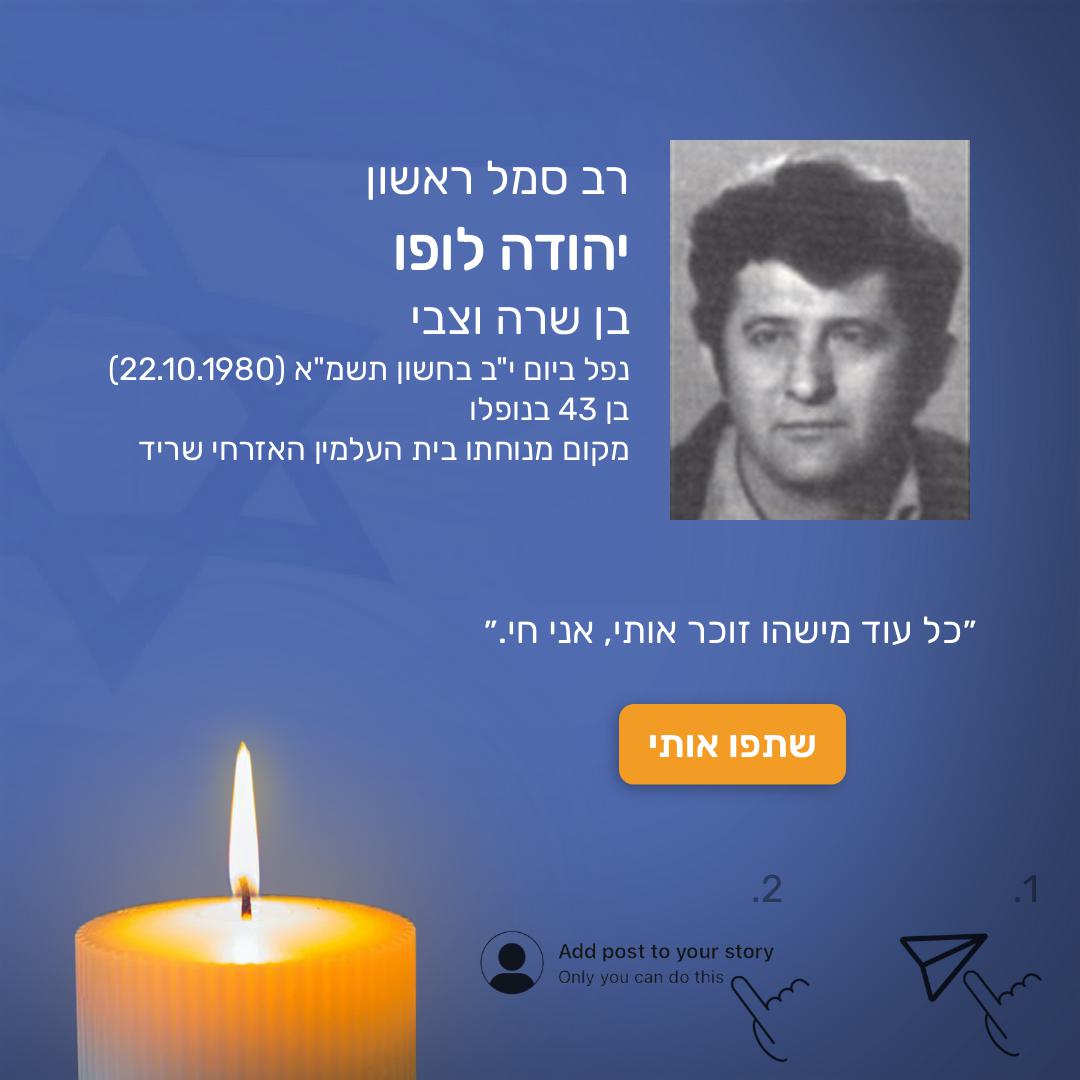 רב סמל ראשון
יהודה לופו
בן שרה וצבי
נפל ביום י"ב בחשון תשמ"א (22.10.1980)
בן 43 בנופלו
מקום מנוחתו בית העלמין האזרחי שריד
״כל עוד מישהו זוכר אותי, אני חי.״
שתפו אותי
1.
2.
Add post to your story
Only you can do this